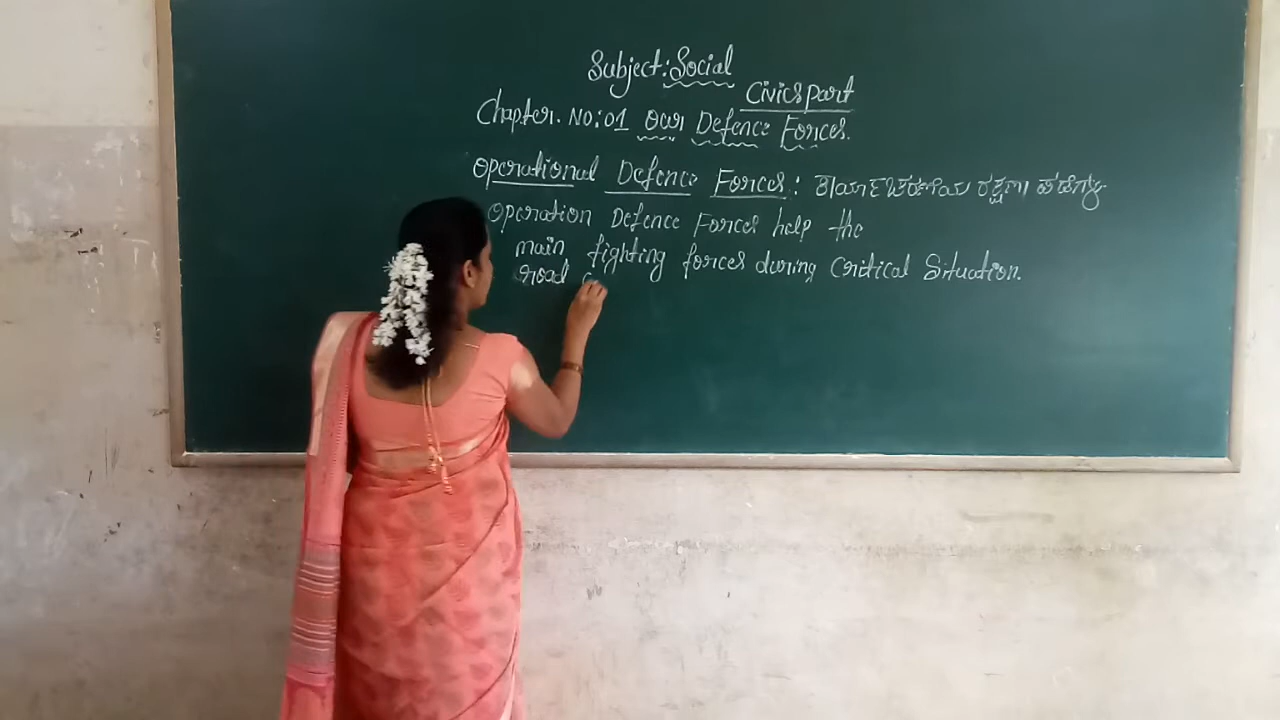 Subject: Social
Civics part
Chapter. No: 01 Our Defence Forces.
Operational Defence Forces: ಕಾರ್ಯಾಚರಣೆಯ ರಕ್ಷಣಾ ಪಡೆಗಳು
Operation Defence Forces help the
main fighting forces during Critical Situation.
road